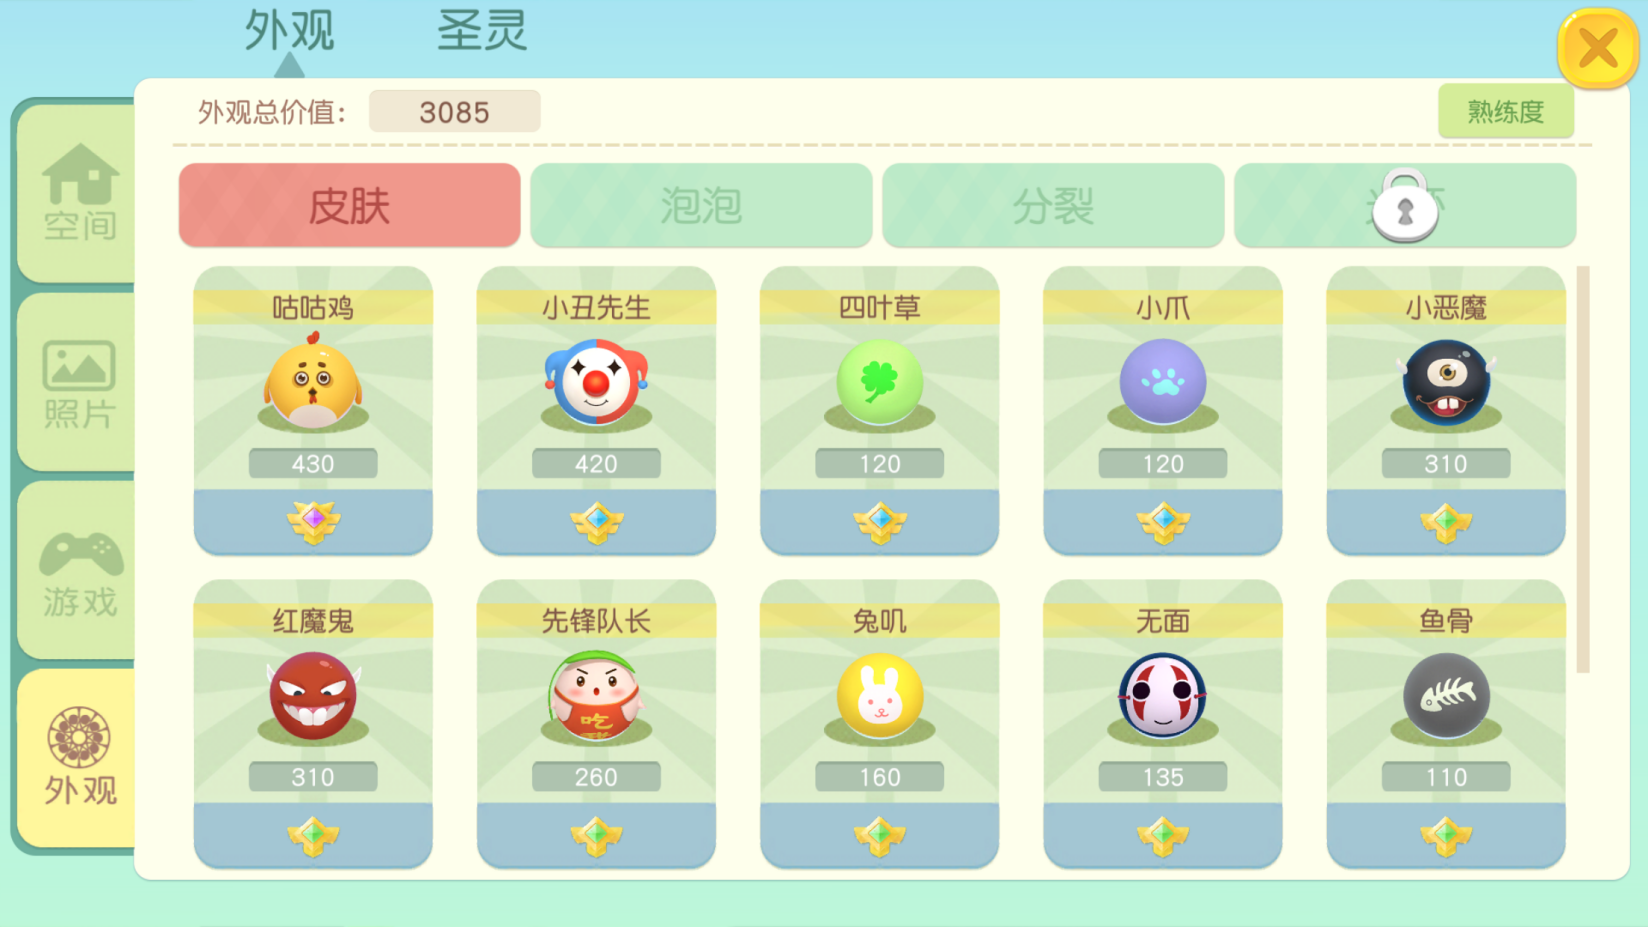 外观 圣灵
外观总价值: 3085 熟练度
皮肤 泡泡 分裂
空间
照片
游戏
外观
咕咕鸡 小丑先生 四叶草 小爪 小恶魔
430 420 120 120 310
红魔鬼 先锋队长 兔叽 无面 鱼骨
吃
310 260 160 135 110